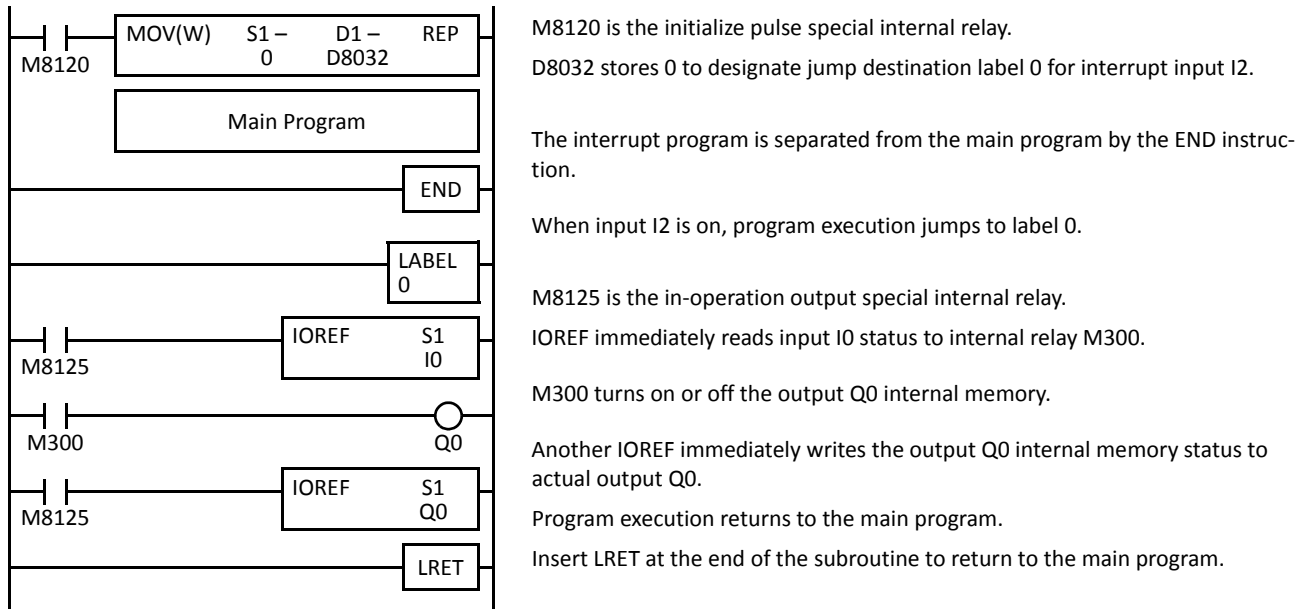 MOV(W) S1 – D1 – REP
0 D8032
M8120
M8120 is the initialize pulse special internal relay.
D8032 stores 0 to designate jump destination label 0 for interrupt input I2.
Main Program
The interrupt program is separated from the main program by the END instruc-
tion.
END
When input I2 is on, program execution jumps to label 0.
LABEL
0
M8125 is the in-operation output special internal relay.
IOREF S1
I0
M8125
IOREF immediately reads input I0 status to internal relay M300.
M300 turns on or off the output Q0 internal memory.
M300 Q0
Another IOREF immediately writes the output Q0 internal memory status to
actual output Q0.
IOREF S1
Q0
M8125
Program execution returns to the main program.
LRET
Insert LRET at the end of the subroutine to return to the main program.